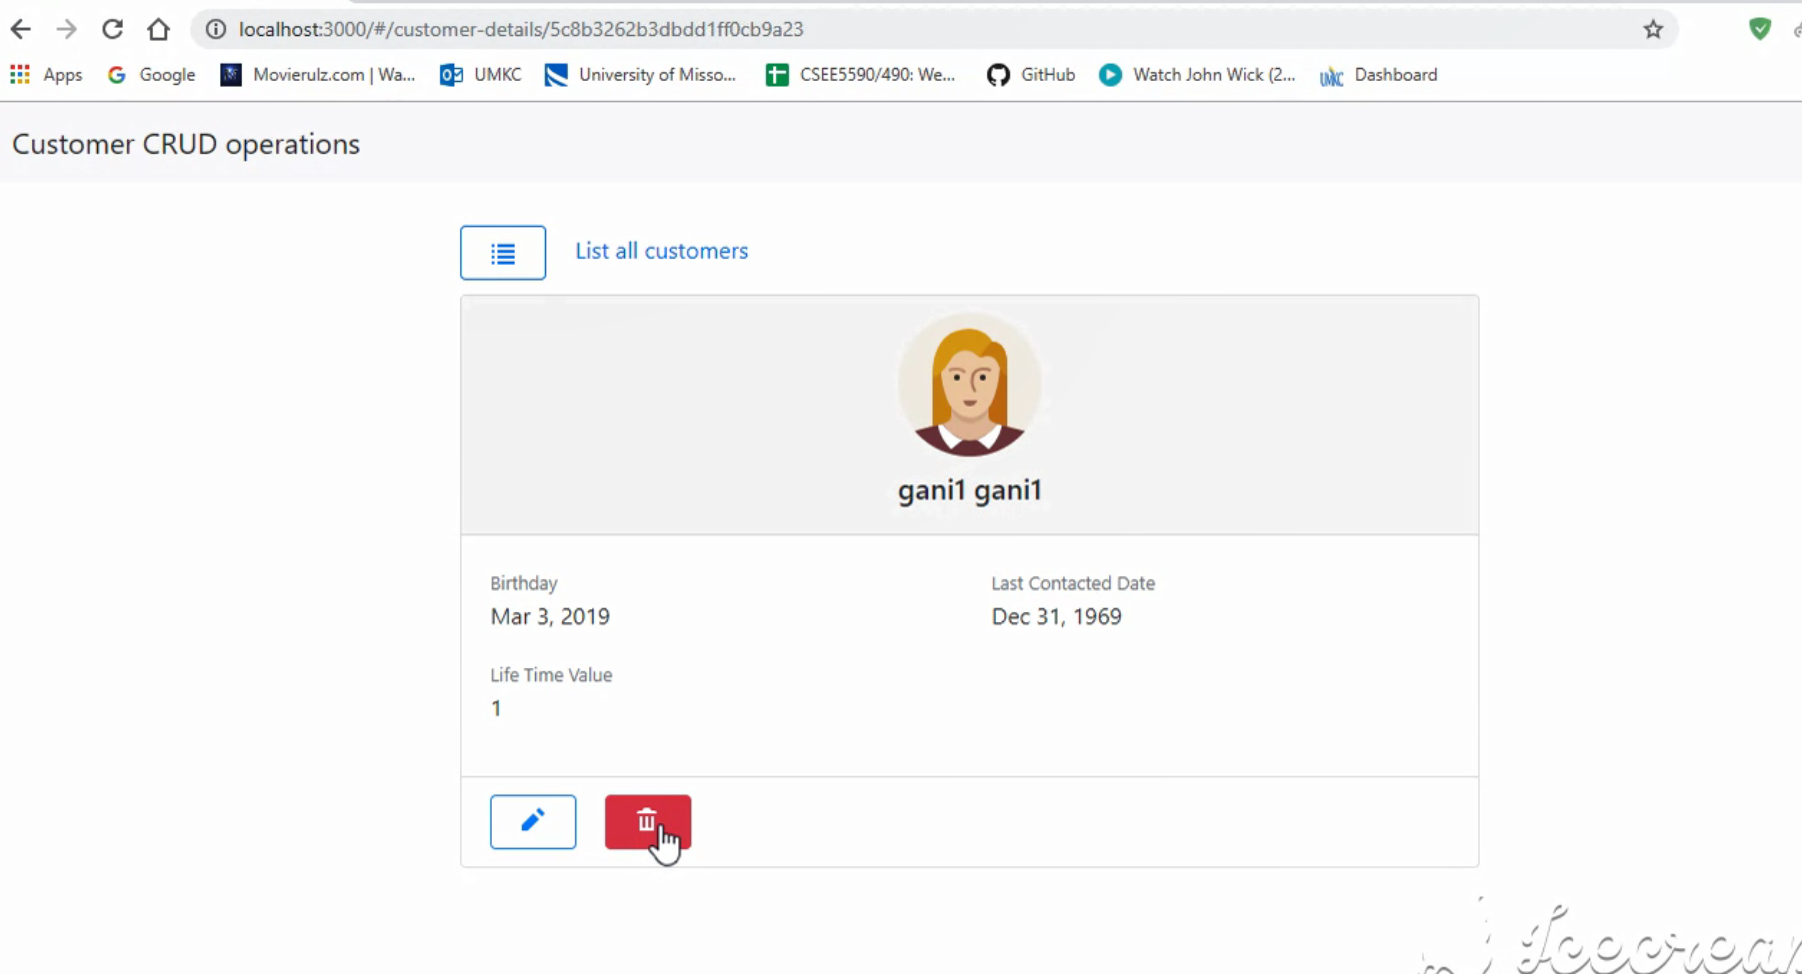 localhost:3000/#/customer-details/5c8b3262b3dbdd1ff0cb9a23
Apps Google Movierulz.com | Wa... UMKC University of Misso... CSEE5590/490: We... GitHub Watch John Wick (2... UMKC Dashboard
Customer CRUD operations
List all customers
gani1 gani1
Birthday Last Contacted Date
Mar 3, 2019 Dec 31, 1969
Life Time Value
1
Icecream